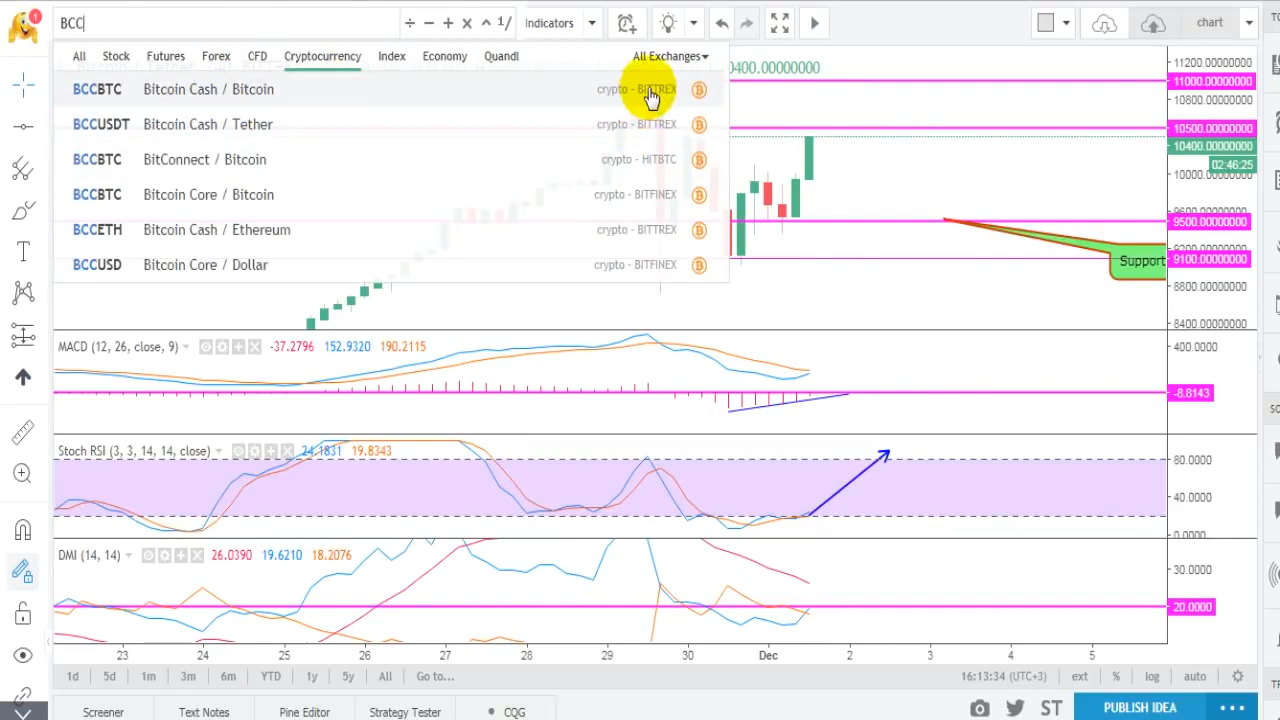 1
BCC
÷ − + × ^ 1/
Indicators
chart
All Stock Futures Forex CFD Cryptocurrency Index Economy Quandl All Exchanges
0400.00000000
BCCBTC Bitcoin Cash / Bitcoin crypto - BITTREX
BCCUSDT Bitcoin Cash / Tether crypto - BITTREX
BCCBTC BitConnect / Bitcoin crypto - HITBTC
BCCBTC Bitcoin Core / Bitcoin crypto - BITFINEX
BCCETH Bitcoin Cash / Ethereum crypto - BITTREX
BCCUSD Bitcoin Core / Dollar crypto - BITFINEX
11200.00000000
11000.00000000
10800.00000000
10500.00000000
10400.00000000
02:46:25
10000.00000000
9500.00000000
9100.00000000
8800.00000000
8400.00000000
Support
MACD (12, 26, close, 9) -37.2796 152.9320 190.2115
400.0000
-8.8143
Stoch RSI (3, 3, 14, 14, close) 24.1831 19.8343
80.0000
40.0000
0.0000
DMI (14, 14) 26.0390 19.6210 18.2076
30.0000
20.0000
23 24 25 26 27 28 29 30 Dec 2 3 4 5
1d 5d 1m 3m 6m YTD 1y 5y All Go to... 16:13:34 (UTC+3) ext % log auto
Screener Text Notes Pine Editor Strategy Tester CQG ST PUBLISH IDEA